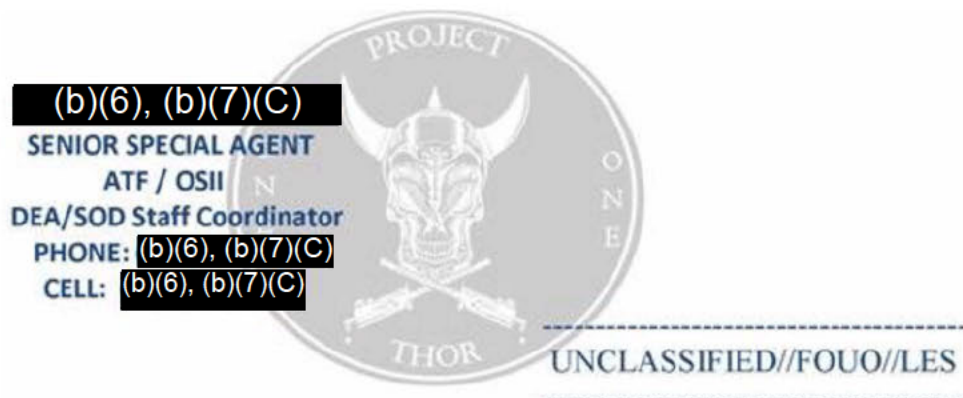 PROJECT
(b)(6), (b)(7)(C)
SENIOR SPECIAL AGENT
ATF / OSII
DEA/SOD Staff Coordinator
PHONE: (b)(6), (b)(7)(C)
CELL: (b)(6), (b)(7)(C)
N
ONE
THOR
UNCLASSIFIED//FOUO//LES